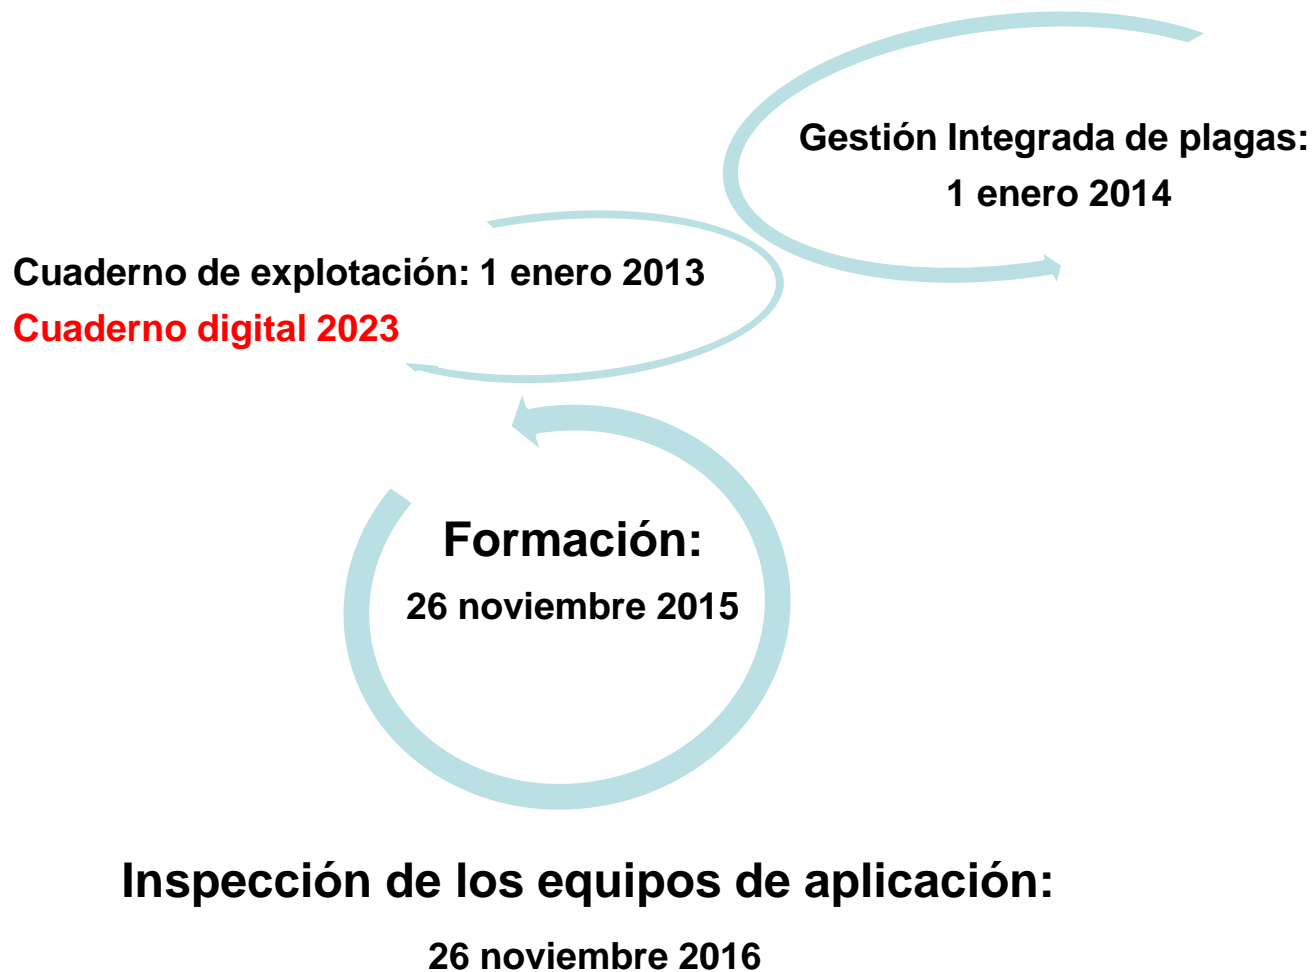 Gestión Integrada de plagas:
1 enero 2014
Cuaderno de explotación: 1 enero 2013
Cuaderno digital 2023
Formación:
26 noviembre 2015
Inspección de los equipos de aplicación:
26 noviembre 2016